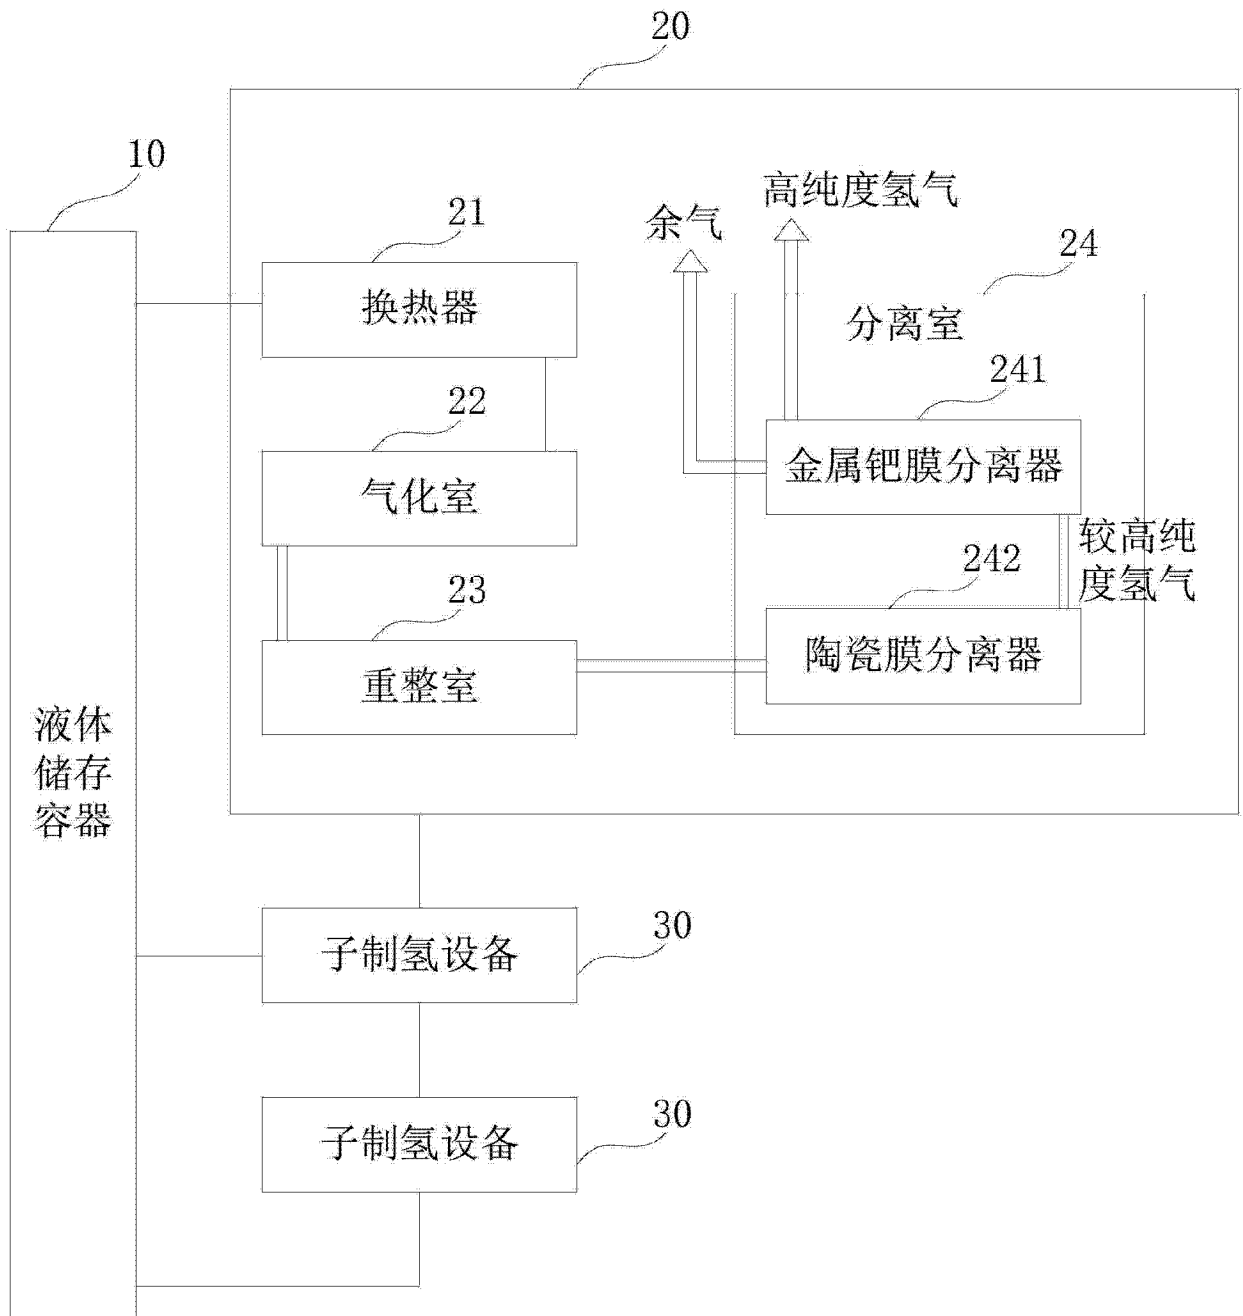 20
10
高纯度氢气
余气
21
24
换热器
分离室
241
22
金属钯膜分离器
气化室
较高纯
度氢气
242
23
陶瓷膜分离器
重整室
液体
储存
容器
30
子制氢设备
30
子制氢设备